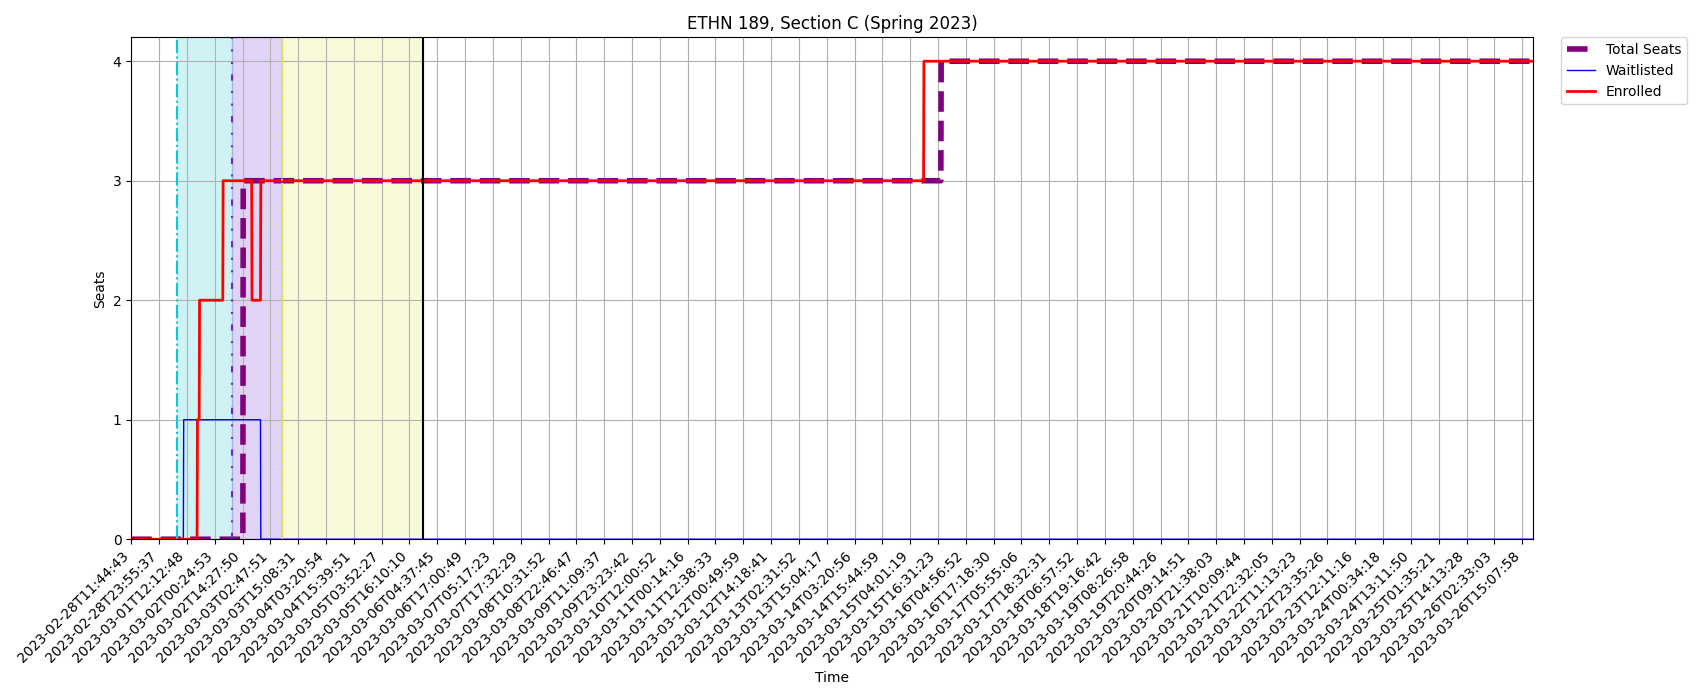 ETHN 189, Section C (Spring 2023)
Total Seats
Waitlisted
Enrolled
Seats
4
3
2
1
0
2023-02-28T11:44:43
2023-02-28T23:55:37
2023-03-01T12:12:48
2023-03-02T00:24:53
2023-03-02T14:27:50
2023-03-03T02:47:51
2023-03-03T15:08:31
2023-03-04T03:20:54
2023-03-04T15:39:51
2023-03-05T03:52:27
2023-03-05T16:10:10
2023-03-06T04:37:45
2023-03-06T17:00:49
2023-03-07T05:17:23
2023-03-07T17:32:29
2023-03-08T10:31:52
2023-03-08T22:46:47
2023-03-09T11:09:37
2023-03-09T23:23:42
2023-03-10T12:00:52
2023-03-11T00:14:16
2023-03-11T12:38:33
2023-03-12T00:49:59
2023-03-12T14:18:41
2023-03-13T02:31:52
2023-03-13T15:04:17
2023-03-14T03:20:56
2023-03-14T15:44:59
2023-03-15T04:01:19
2023-03-15T16:31:23
2023-03-16T04:56:52
2023-03-16T17:18:30
2023-03-17T05:55:06
2023-03-17T18:32:31
2023-03-18T06:57:52
2023-03-18T19:16:42
2023-03-19T08:26:58
2023-03-19T20:44:26
2023-03-20T09:14:51
2023-03-20T21:38:03
2023-03-21T10:09:44
2023-03-21T22:32:05
2023-03-22T11:13:23
2023-03-22T23:35:26
2023-03-23T12:11:16
2023-03-24T00:34:18
2023-03-24T13:11:50
2023-03-25T01:35:21
2023-03-25T14:13:28
2023-03-26T02:33:03
2023-03-26T15:07:58
Time